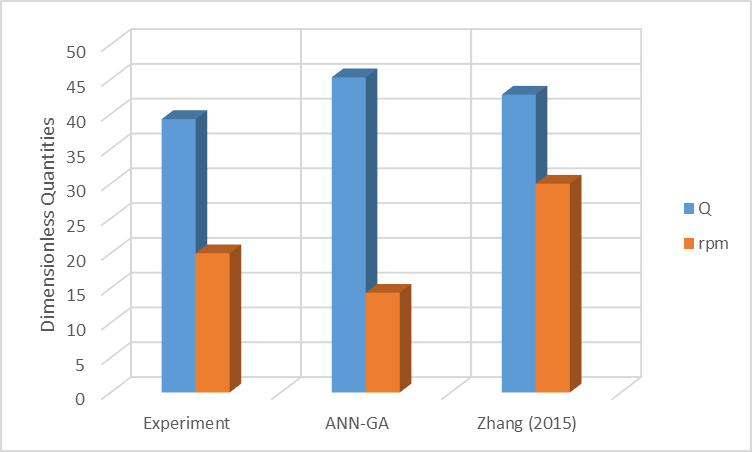 50
45
40
35
30
25
20
15
10
5
0
Dimensionless Quantities
Experiment
ANN-GA
Zhang (2015)
Q
rpm